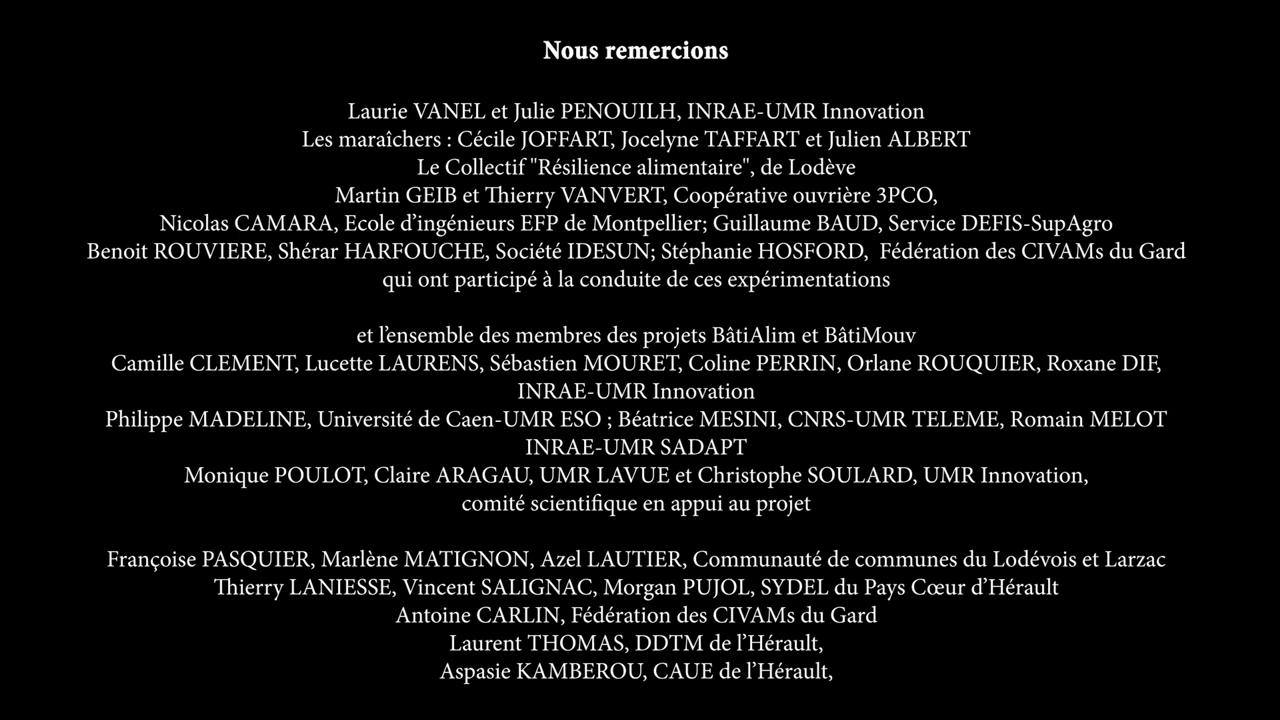 Nous remercions
Laurie VANEL et Julie PENOUILH, INRAE-UMR Innovation
Les maraîchers : Cécile JOFFART, Jocelyne TAFFART et Julien ALBERT
Le Collectif "Résilience alimentaire", de Lodève
Martin GEIB et Thierry VANVERT, Coopérative ouvrière 3PCO,
Nicolas CAMARA, Ecole d’ingénieurs EFP de Montpellier; Guillaume BAUD, Service DEFIS-SupAgro
Benoit ROUVIERE, Shérar HARFOUCHE, Société IDESUN; Stéphanie HOSFORD,  Fédération des CIVAMs du Gard
qui ont participé à la conduite de ces expérimentations
et l’ensemble des membres des projets BâtiAlim et BâtiMouv
Camille CLEMENT, Lucette LAURENS, Sébastien MOURET, Coline PERRIN, Orlane ROUQUIER, Roxane DIF,
INRAE-UMR Innovation
Philippe MADELINE, Université de Caen-UMR ESO ; Béatrice MESINI, CNRS-UMR TELEME, Romain MELOT
INRAE-UMR SADAPT
Monique POULOT, Claire ARAGAU, UMR LAVUE et Christophe SOULARD, UMR Innovation,
comité scientifique en appui au projet
Françoise PASQUIER, Marlène MATIGNON, Azel LAUTIER, Communauté de communes du Lodévois et Larzac
Thierry LANIESSE, Vincent SALIGNAC, Morgan PUJOL, SYDEL du Pays Cœur d’Hérault
Antoine CARLIN, Fédération des CIVAMs du Gard
Laurent THOMAS, DDTM de l’Hérault,
Aspasie KAMBEROU, CAUE de l’Hérault,